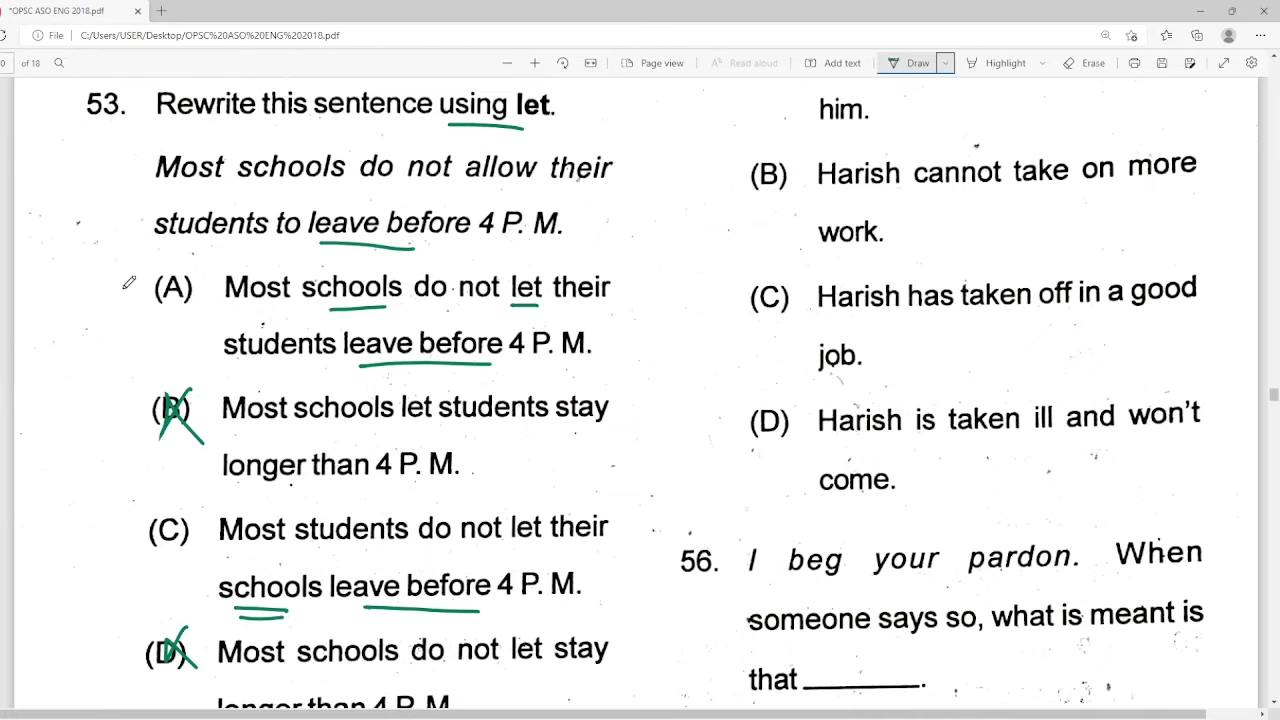 *OPSC ASO ENG 2018.pdf
File
C:/Users/USER/Desktop/OPSC%20ASO%20ENG%202018.pdf
of 18
Page view
Read aloud
Add text
Draw
Highlight
Erase
53. Rewrite this sentence using let.
Most schools do not allow their
students to leave before 4 P. M.
(A) Most schools do not let their
students leave before 4 P. M.
(B) Most schools let students stay
longer than 4 P. M.
(C) Most students do not let their
schools leave before 4 P. M.
(D) Most schools do not let stay
longer than 4 P. M.
him.
(B) Harish cannot take on more
work.
(C) Harish has taken off in a good
job.
(D) Harish is taken ill and won't
come.
56. I beg your pardon. When
someone says so, what is meant is
that ________.